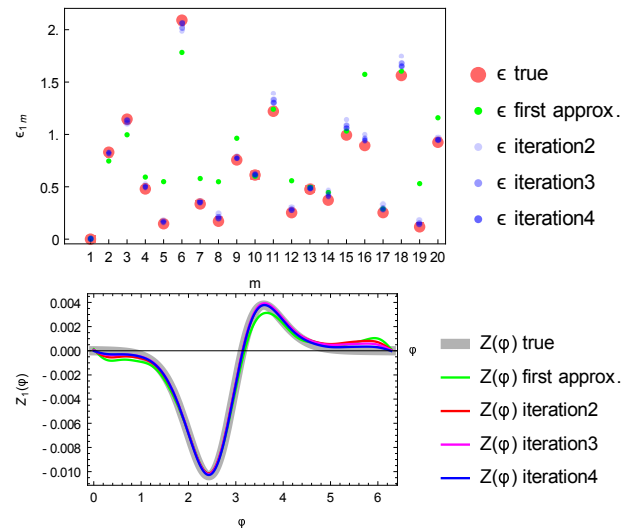 2.
1.5
1.0
0.5
0
ϵ₁ₘ
1 2 3 4 5 6 7 8 9 10 11 12 13 14 15 16 17 18 19 20
m
ϵ true
ϵ first approx.
ϵ iteration2
ϵ iteration3
ϵ iteration4
0.004
0.002
0.000
- 0.002
- 0.004
- 0.006
- 0.008
- 0.010
Z₁(φ)
φ
0 1 2 3 4 5 6
φ
Z(φ) true
Z(φ) first approx.
Z(φ) iteration2
Z(φ) iteration3
Z(φ) iteration4